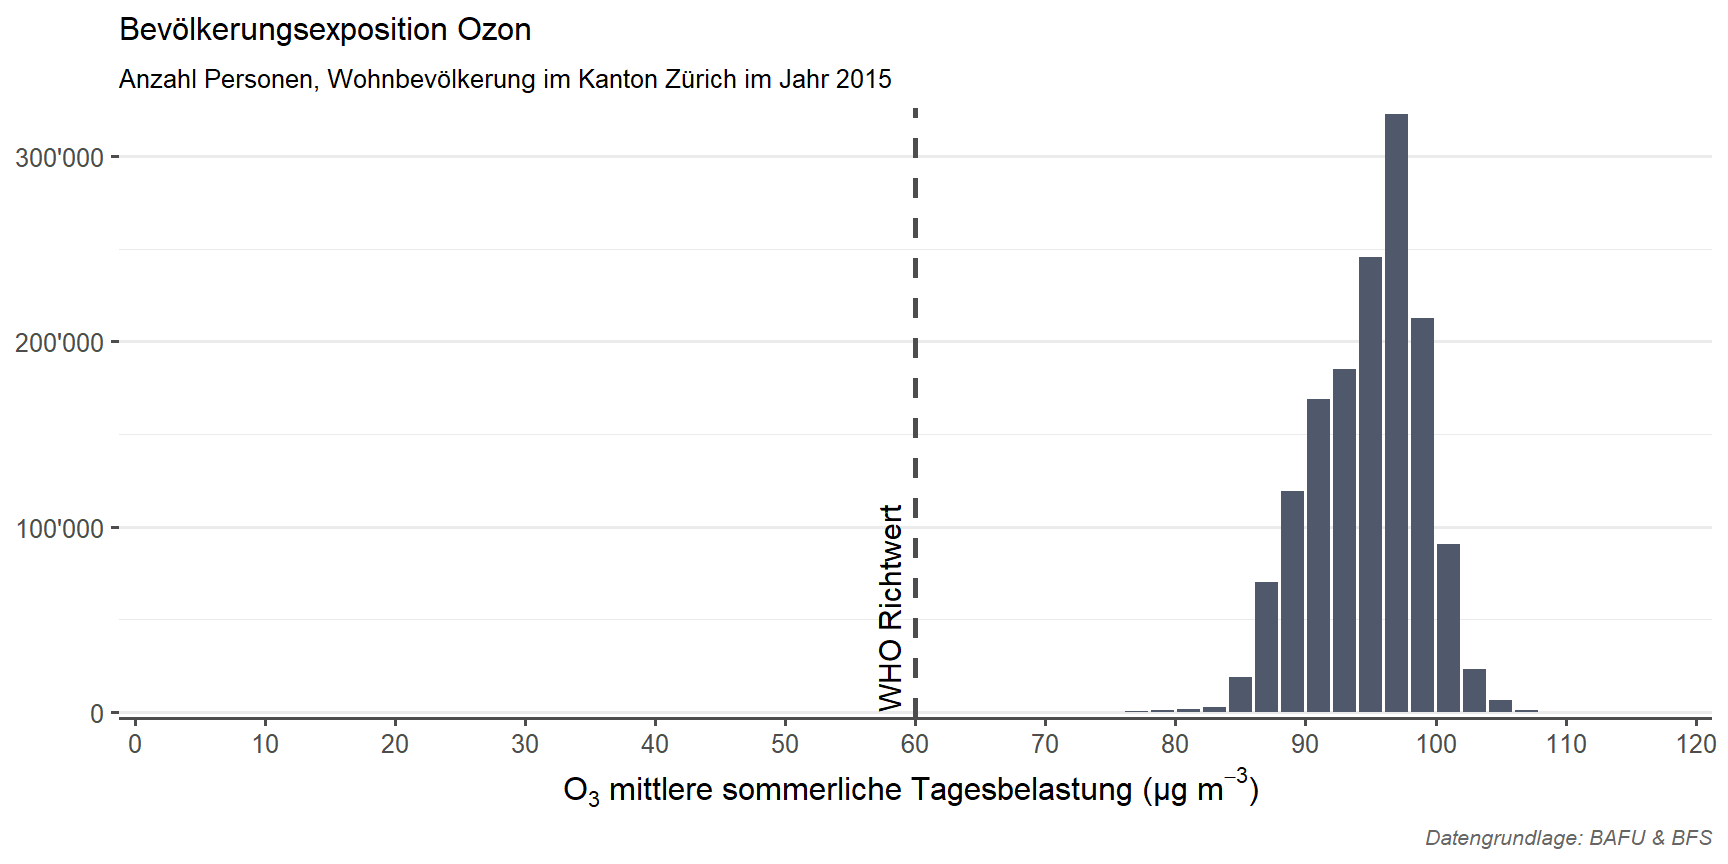 Bevölkerungsexposition Ozon
Anzahl Personen, Wohnbevölkerung im Kanton Zürich im Jahr 2015
300'000
200'000
100'000
0
WHO Richtwert
0 10 20 30 40 50 60 70 80 90 100 110 120
O₃ mittlere sommerliche Tagesbelastung (µg m⁻³)
Datengrundlage: BAFU & BFS